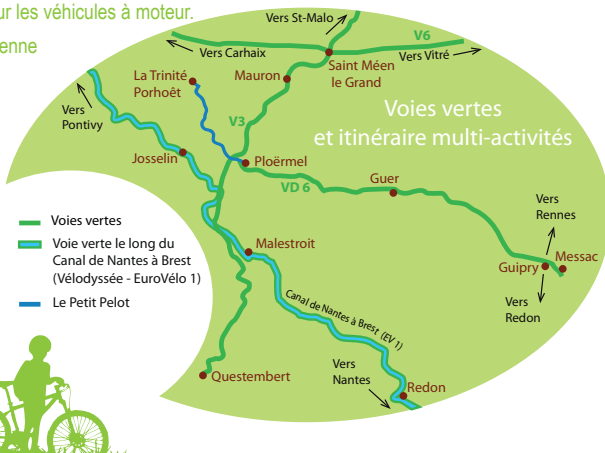 ur les véhicules à moteur.
enne
Vers St-Malo
V6
Vers Carhaix
Vers Vitré
Saint Méen
le Grand
La Trinité
Porhoët
Mauron
Vers
Pontivy
Voies vertes
et itinéraire multi-activités
V3
Josselin
Ploërmel
VD 6
Guer
Vers
Rennes
Voies vertes
Voie verte le long du
Canal de Nantes à Brest
(Vélodyssée - EuroVélo 1)
Le Petit Pelot
Malestroit
Guipry
Messac
Vers
Redon
Canal de Nantes à Brest (EV 1)
Vers
Nantes
Questembert
Redon